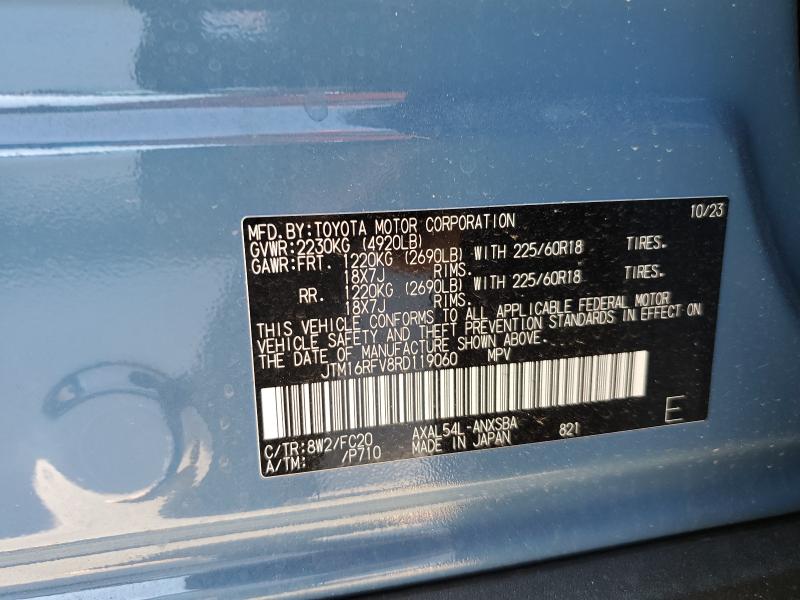 10/23
MFD.BY:TOYOTA MOTOR CORPORATION
GVWR:2230KG (4920LB)
GAWR:FRT. 1220KG (2690LB) WITH 225/60R18 TIRES.
18X7J RIMS.
RR. 1220KG (2690LB) WITH 225/60R18 TIRES.
18X7J RIMS.
THIS VEHICLE CONFORMS TO ALL APPLICABLE FEDERAL MOTOR
VEHICLE SAFETY AND THEFT PREVENTION STANDARDS IN EFFECT ON
THE DATE OF MANUFACTURE SHOWN ABOVE.
JTM16RFV8RD119060 MPV
C/TR:8W2/FC20 AXAL54L-ANXSBA 821 E
A/TM: /P710 MADE IN JAPAN